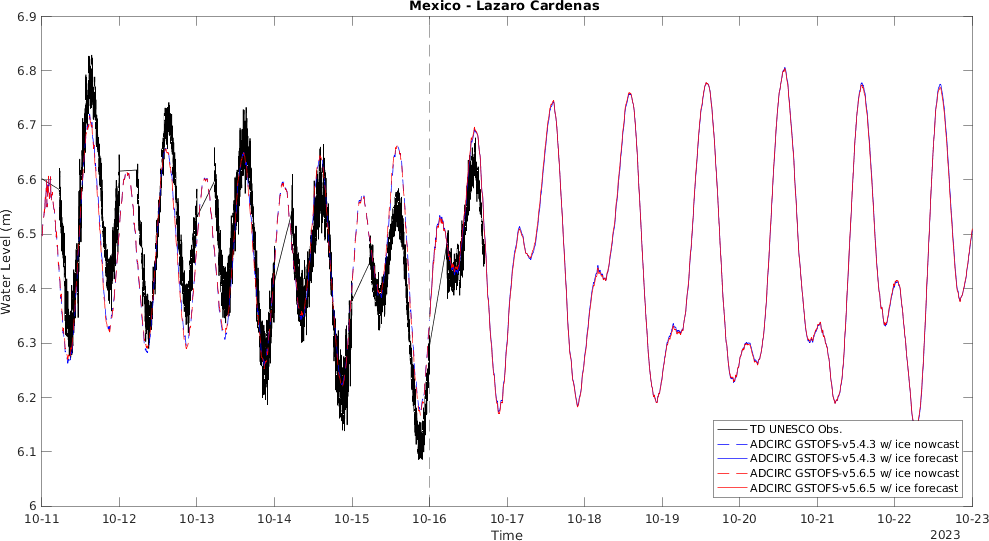 Mexico - Lazaro Cardenas
6.9
6.8
6.7
6.6
6.5
6.4
6.3
6.2
6.1
6
Water Level (m)
TD UNESCO Obs.
ADCIRC GSTOFS-v5.4.3 w/ ice nowcast
ADCIRC GSTOFS-v5.4.3 w/ ice forecast
ADCIRC GSTOFS-v5.6.5 w/ ice nowcast
ADCIRC GSTOFS-v5.6.5 w/ ice forecast
10-11 10-12 10-13 10-14 10-15 10-16 10-17 10-18 10-19 10-20 10-21 10-22 10-23
Time
2023